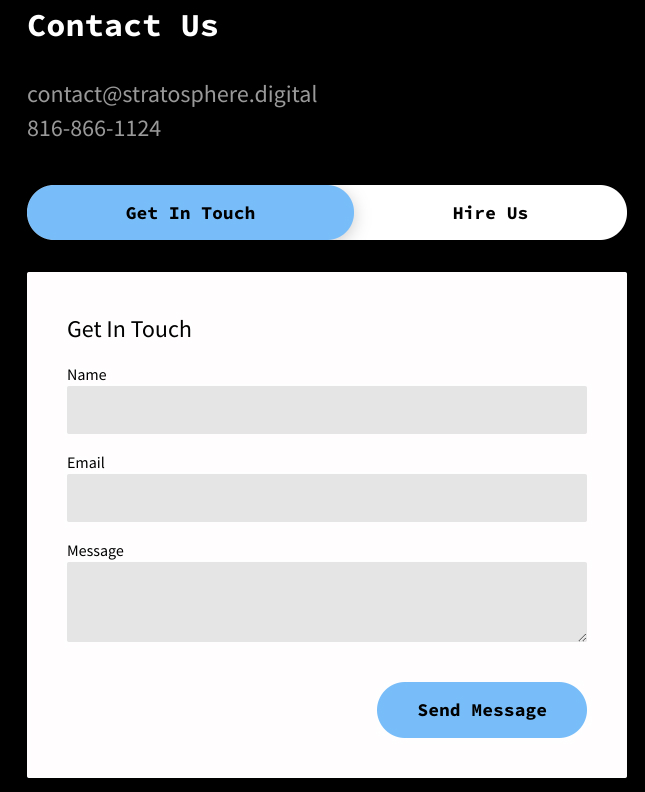 Contact Us
contact@stratosphere.digital
816-866-1124
Get In Touch Hire Us
Get In Touch
Name
Email
Message
Send Message